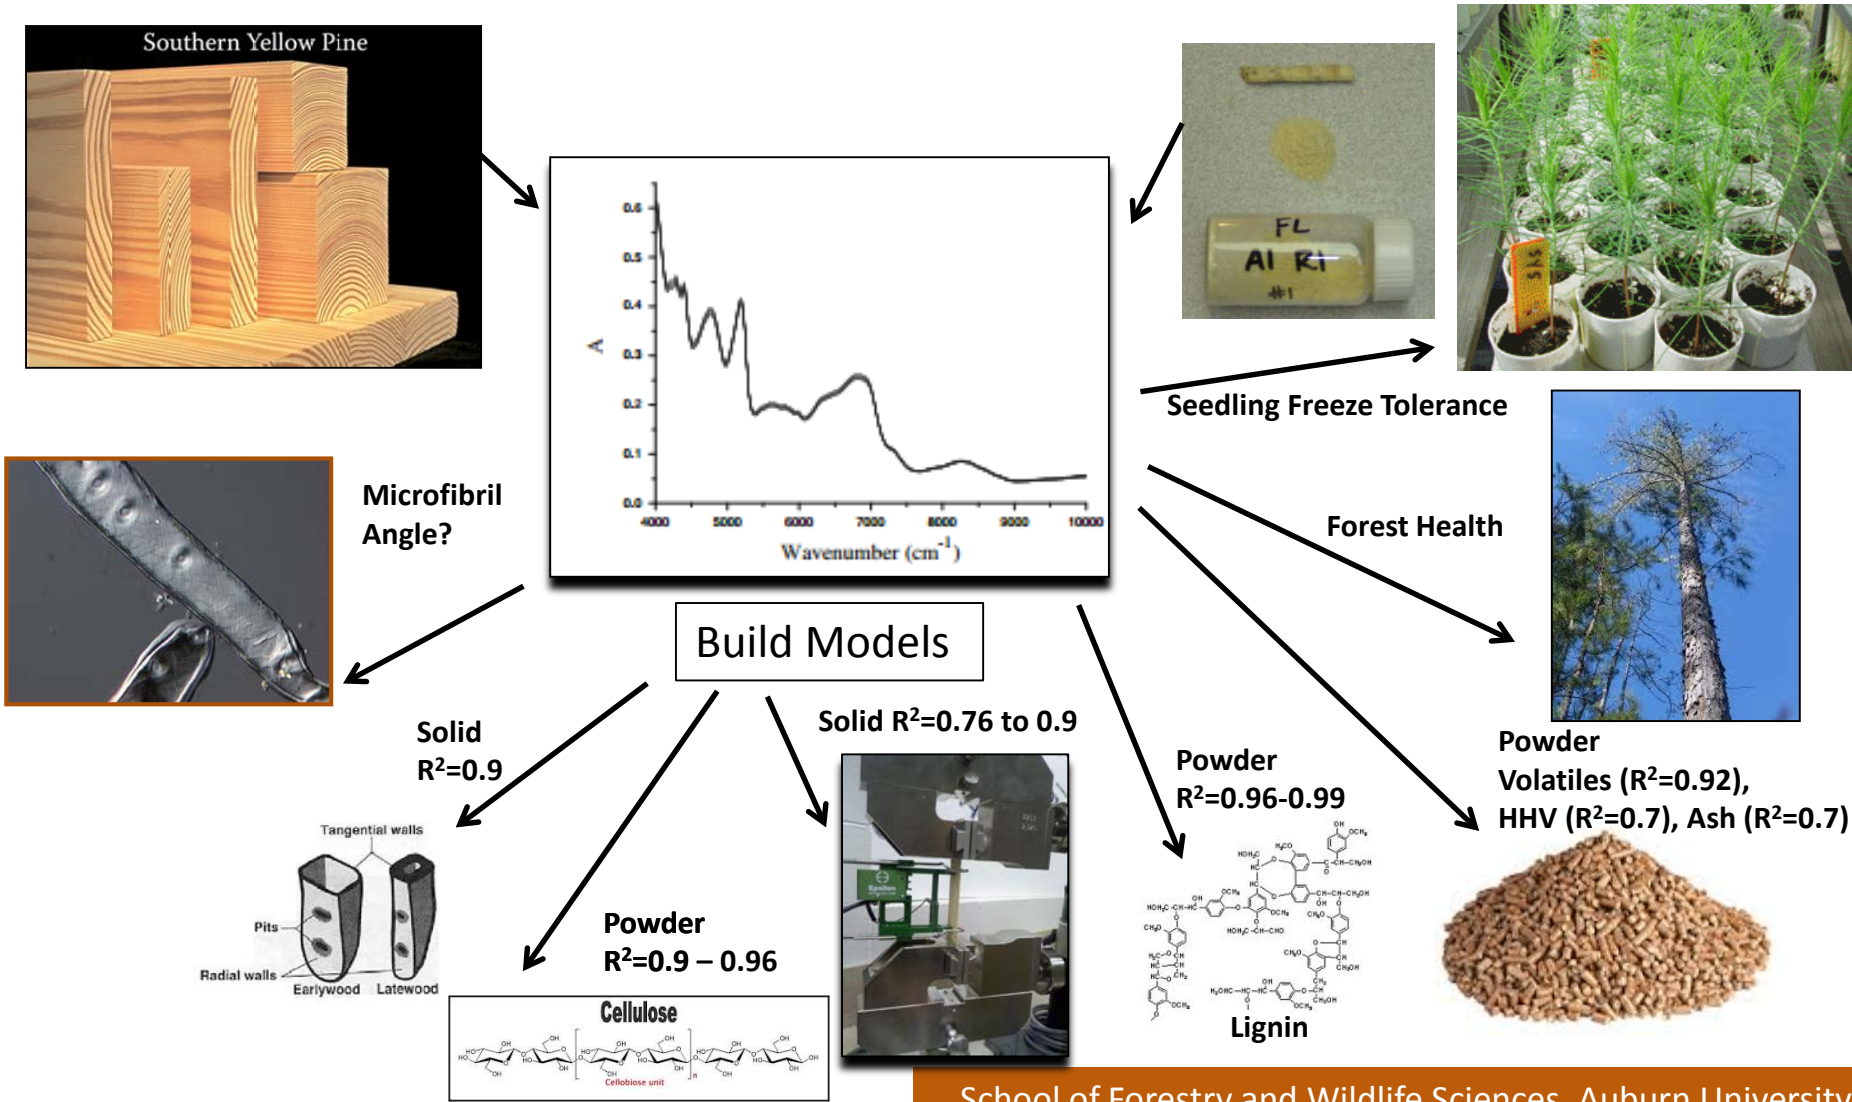 Southern Yellow Pine
FL
A1 R1
#1
SYS
0.6
0.5
0.4
0.3
0.2
0.1
0.0
A
4000 5000 6000 7000 8000 9000 10000
Wavenumber (cm⁻¹)
Seedling Freeze Tolerance
Microfibril
Angle?
Forest Health
Build Models
Solid
R²=0.9
Solid R²=0.76 to 0.9
Powder
R²=0.96-0.99
Powder
Volatiles (R²=0.92),
HHV (R²=0.7), Ash (R²=0.7)
Tangential walls
Pits
Radial walls
Earlywood Latewood
Powder
R²=0.9 – 0.96
Epsilon
Cellulose
Cellobiose unit
n
Lignin
School of Forestry and Wildlife Sciences, Auburn University